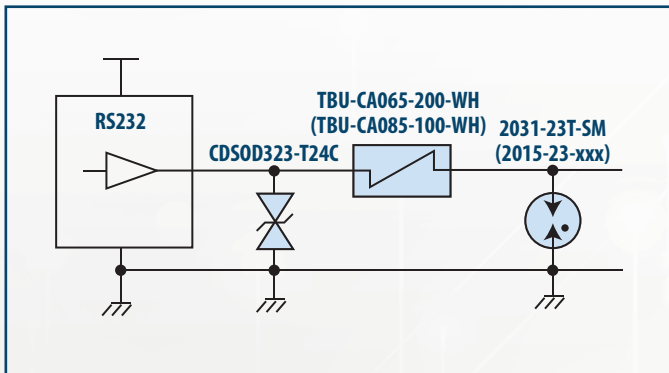 RS232
CDSOD323-T24C
TBU-CA065-200-WH
(TBU-CA085-100-WH)
2031-23T-SM
(2015-23-xxx)